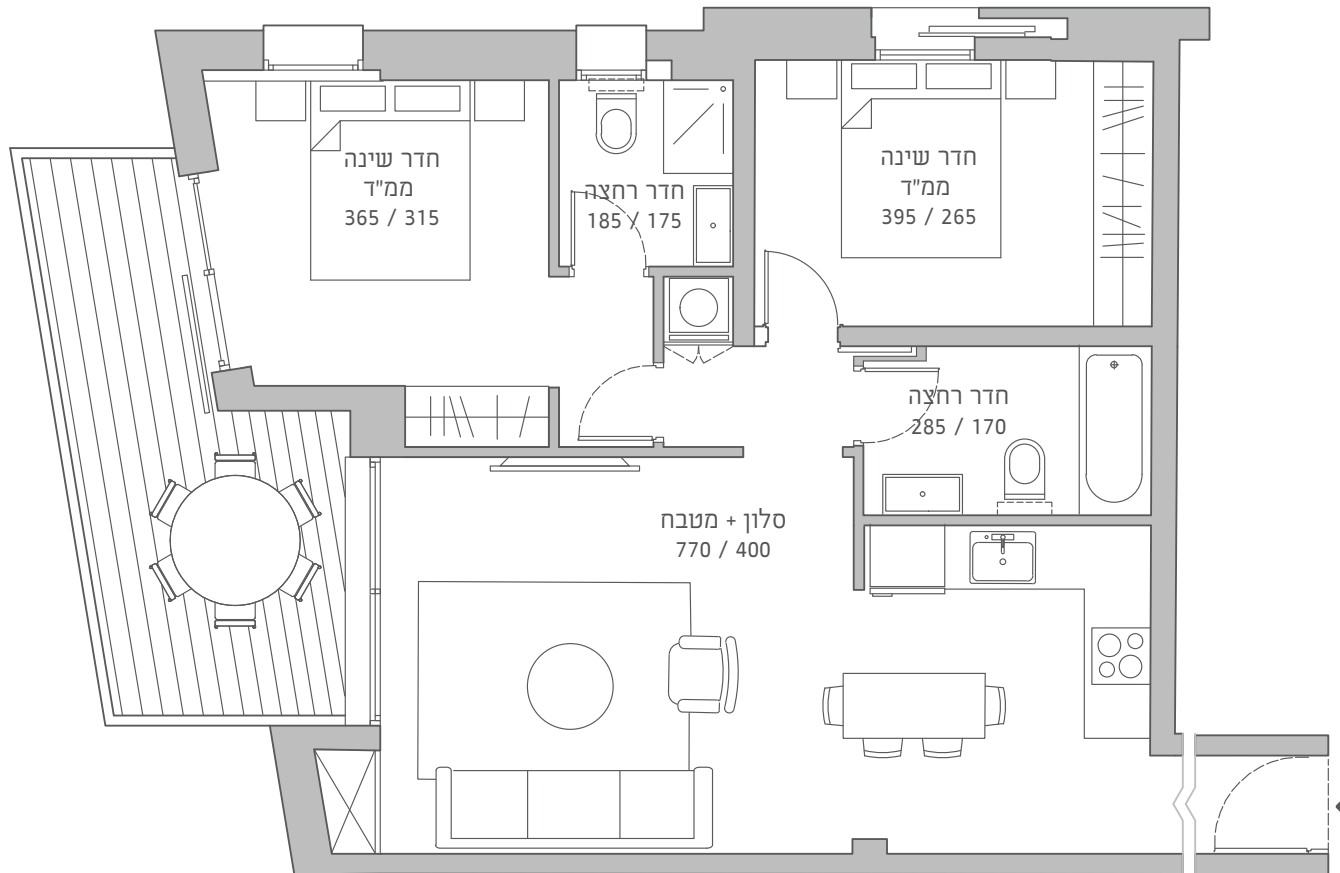 חדר שינה
ממ"ד
395 / 265
חדר רחצה
185 / 175
חדר שינה
ממ"ד
365 / 315
חדר רחצה
285 / 170
סלון + מטבח
770 / 400